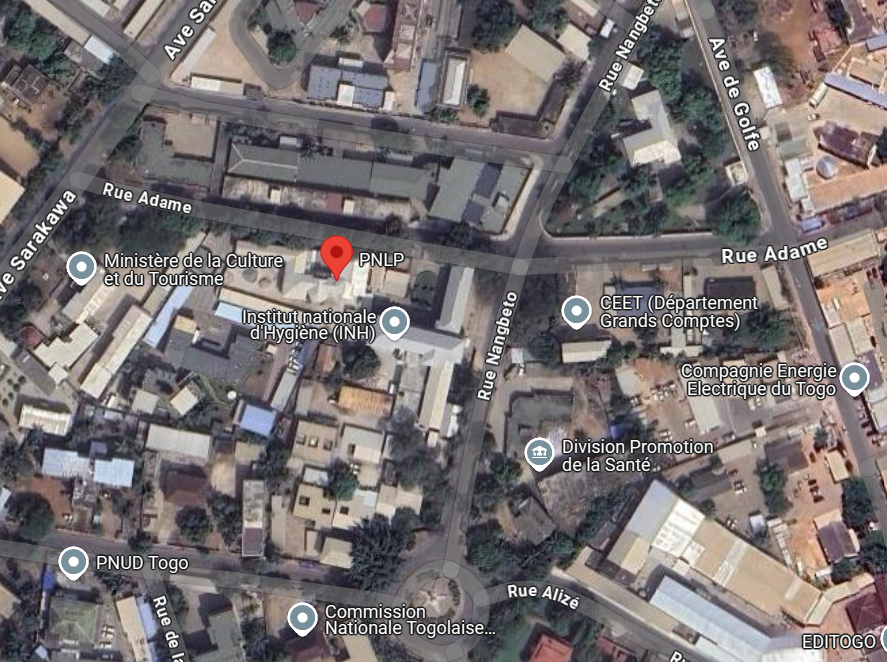 Ave Sar
Rue Nangbeto
Ave de Golfe
Rue Adame
Ave Sarakawa
Rue Adame
Ministère de la Culture
et du Tourisme
PNLP
Institut nationale
d'Hygiène (INH)
CEET (Département
Grands Comptes)
Rue Nangbeto
Compagnie Energie
Electrique du Togo
Division Promotion
de la Santé...
PNUD Togo
Rue de la
Commission
Nationale Togolaise...
Rue Alizé
EDITOGO